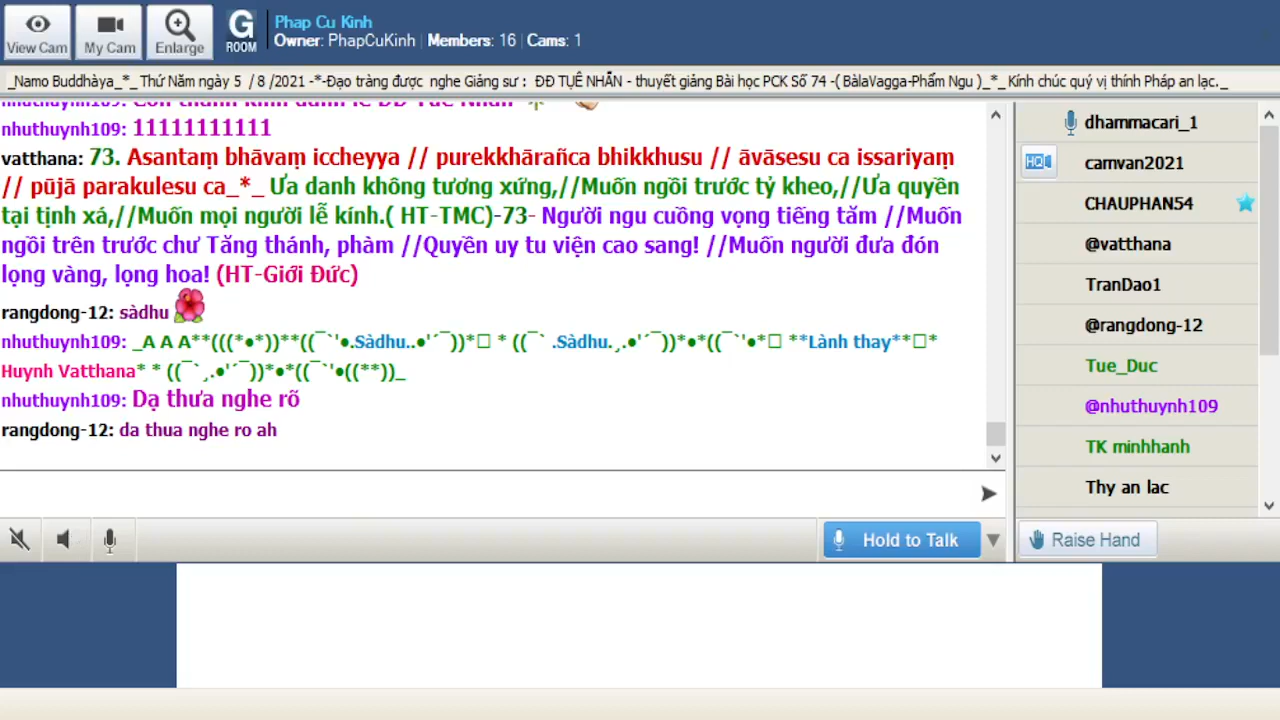 View Cam
My Cam
Enlarge
G
ROOM
Phap Cu Kinh
Owner: PhapCuKinh | Members: 16 | Cams: 1
_Namo Buddhàya_*_ Thứ Năm ngày 5 / 8 /2021 -*-Đạo tràng được nghe Giảng sư : ĐĐ TUỆ NHẪN - thuyết giảng Bài học PCK Số 74 -( BàlaVagga-Phẩm Ngu )_*_ Kính chúc quý vị thính Pháp an lạc._
nhuthuynh109: 11111111111
vatthana: 73. Asantaṃ bhāvaṃ iccheyya // purekkhārañca bhikkhusu // āvāsesu ca issariyaṃ
// pūjā parakulesu ca_*_ Ưa danh không tương xứng,//Muốn ngồi trước tỷ kheo,//Ưa quyền
tại tịnh xá,//Muốn mọi người lễ kính.( HT-TMC)-73- Người ngu cuồng vọng tiếng tăm //Muốn
ngồi trên trước chư Tăng thánh, phàm //Quyền uy tu viện cao sang! //Muốn người đưa đón
lọng vàng, lọng hoa! (HT-Giới Đức)
rangdong-12: sàdhu
nhuthuynh109: _A A A**(((*●*))**((¯`'●.Sàdhu..●'´¯))*●*□ * ((¯` .Sàdhu.¸.●'´¯))*●*((¯`'●*□ **Lành thay**□*
Huynh Vatthana* * ((¯`¸.●'´¯))*●*((¯`'●((**))_
nhuthuynh109: Dạ thưa nghe rõ
rangdong-12: da thua nghe ro ah
Hold to Talk
dhammacari_1
HQ
camvan2021
CHAUPHAN54
@vatthana
TranDao1
@rangdong-12
Tue_Duc
@nhuthuynh109
TK minhhanh
Thy an lac
Raise Hand